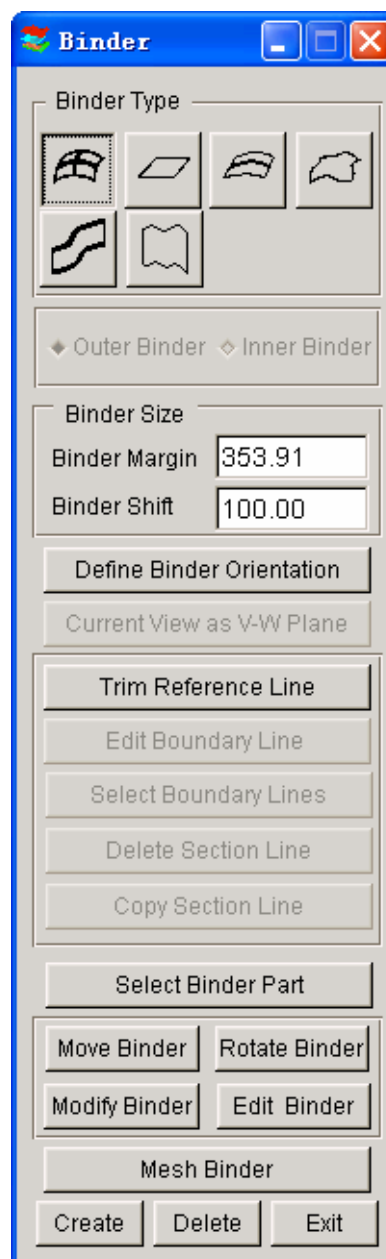 Binder
Binder Type
Outer Binder Inner Binder
Binder Size
Binder Margin 353.91
Binder Shift 100.00
Define Binder Orientation
Current View as V-W Plane
Trim Reference Line
Edit Boundary Line
Select Boundary Lines
Delete Section Line
Copy Section Line
Select Binder Part
Move Binder Rotate Binder
Modify Binder Edit Binder
Mesh Binder
Create Delete Exit